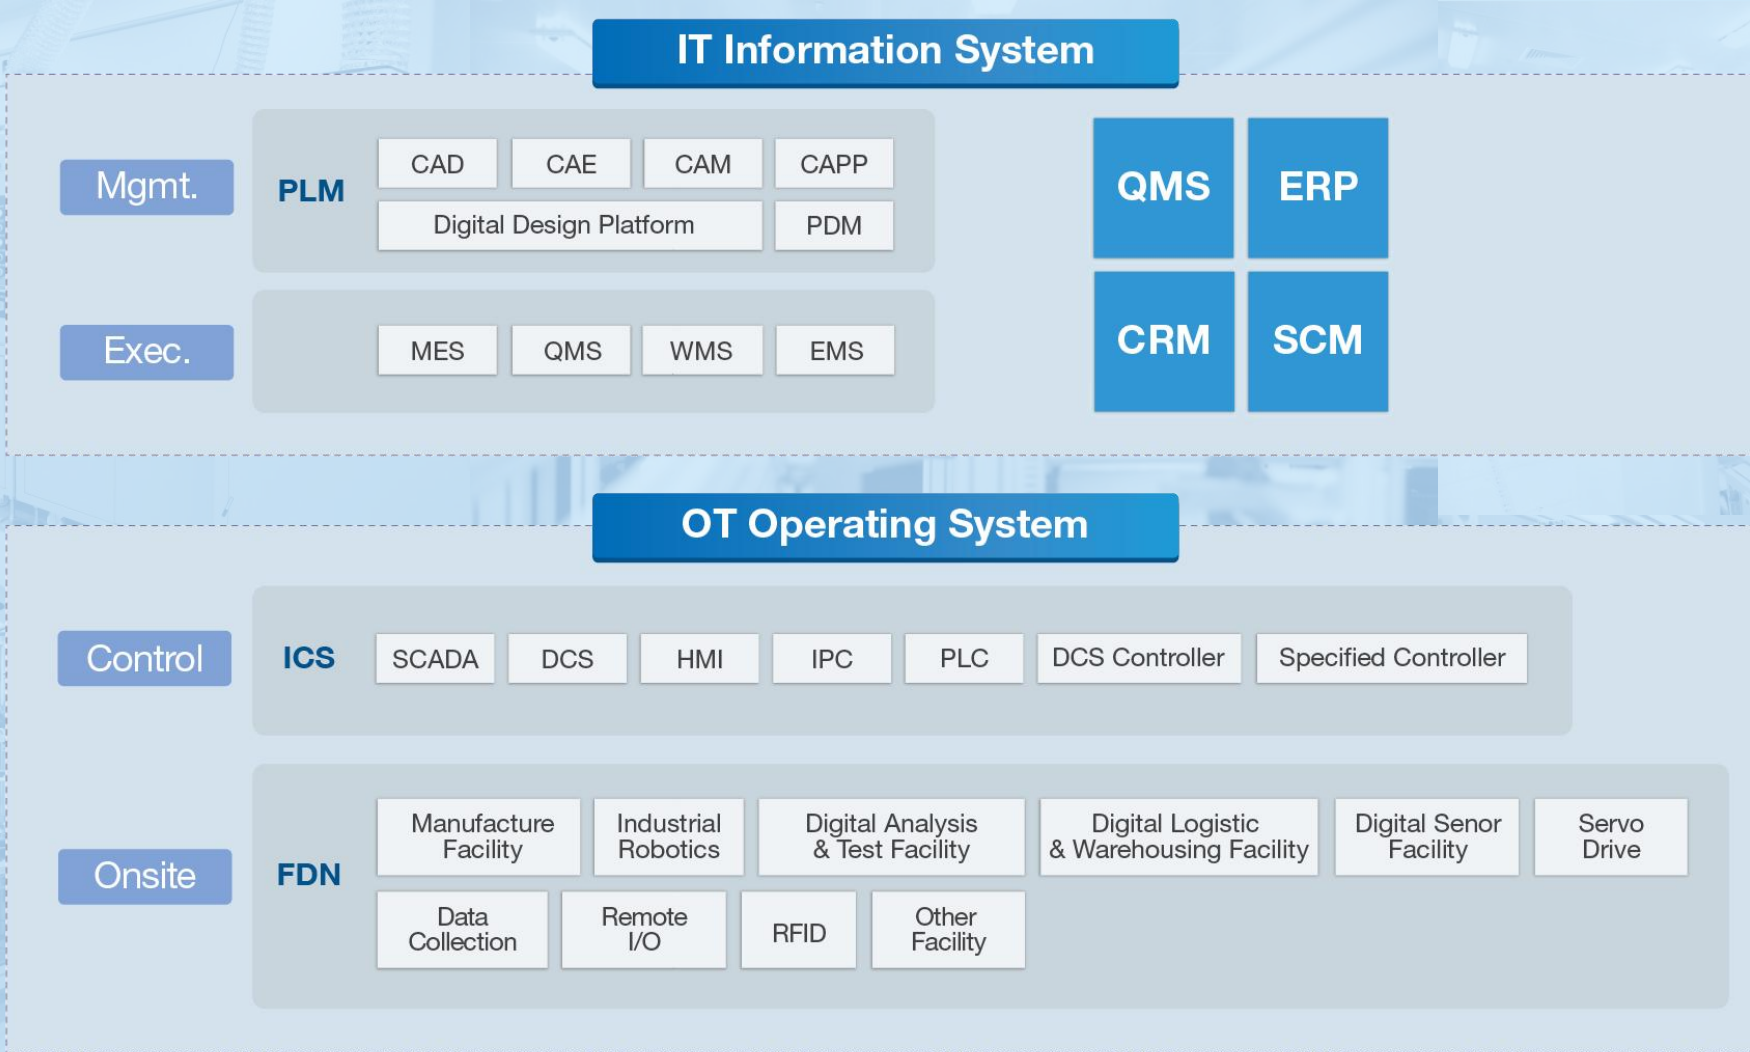 IT Information System
Mgmt.
PLM
CAD
CAE
CAM
CAPP
Digital Design Platform
PDM
Exec.
MES
QMS
WMS
EMS
QMS
ERP
CRM
SCM
OT Operating System
Control
ICS
SCADA
DCS
HMI
IPC
PLC
DCS Controller
Specified Controller
Onsite
FDN
Manufacture
Facility
Industrial
Robotics
Digital Analysis
& Test Facility
Digital Logistic
& Warehousing Facility
Digital Senor
Facility
Servo
Drive
Data
Collection
Remote
I/O
RFID
Other
Facility